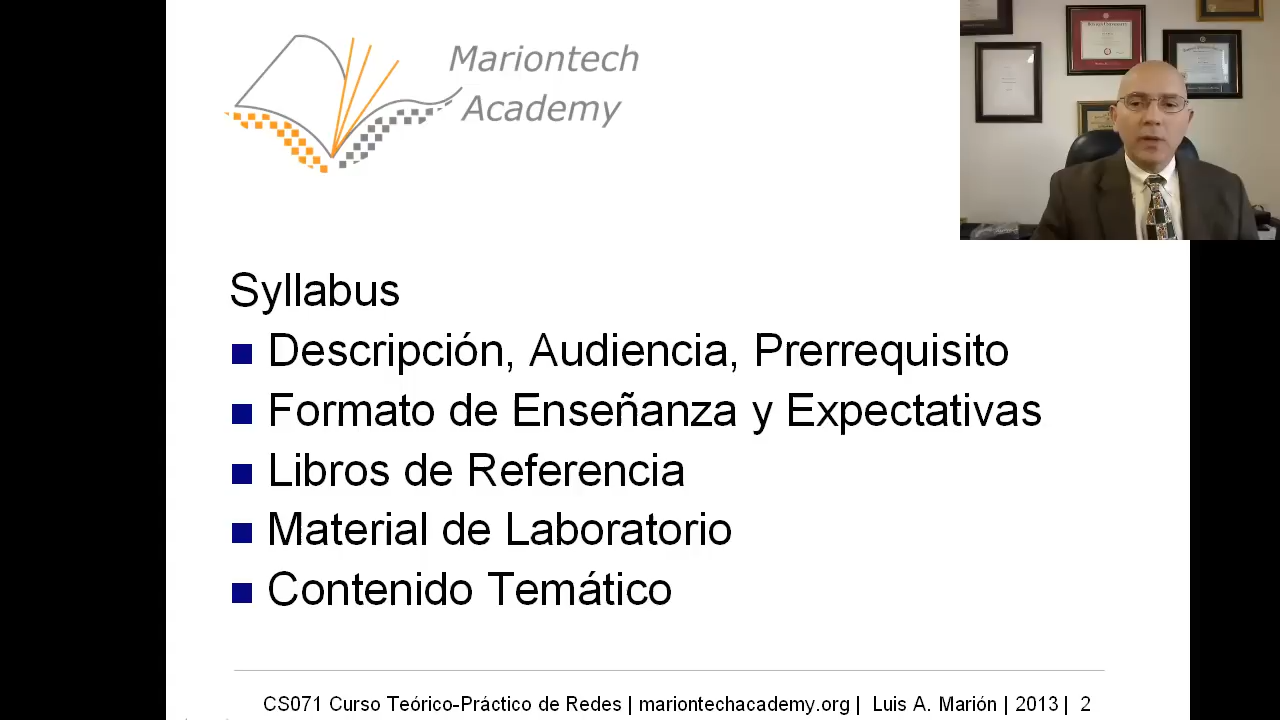 Mariontech
Academy
Syllabus
Descripción, Audiencia, Prerrequisito
Formato de Enseñanza y Expectativas
Libros de Referencia
Material de Laboratorio
Contenido Temático
CS071 Curso Teórico-Práctico de Redes | mariontechacademy.org | Luis A. Marión | 2013 | 2